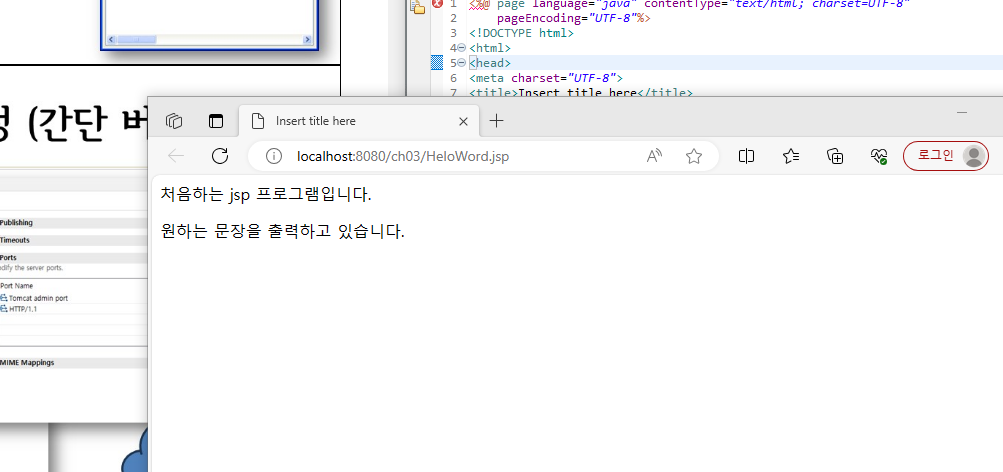 1 <%@ page language="java" contentType="text/html; charset=UTF-8"
2 pageEncoding="UTF-8"%>
3 <!DOCTYPE html>
4 <html>
5 <head>
6 <meta charset="UTF-8">
7 <title>Insert title here</title>
(간단 버
Insert title here
localhost:8080/ch03/HeloWord.jsp
로그인
처음하는 jsp 프로그램입니다.
원하는 문장을 출력하고 있습니다.
Publishing
Timeouts
Ports
dify the server ports.
Port Name
Tomcat admin port
HTTP/1.1
MIME Mappings